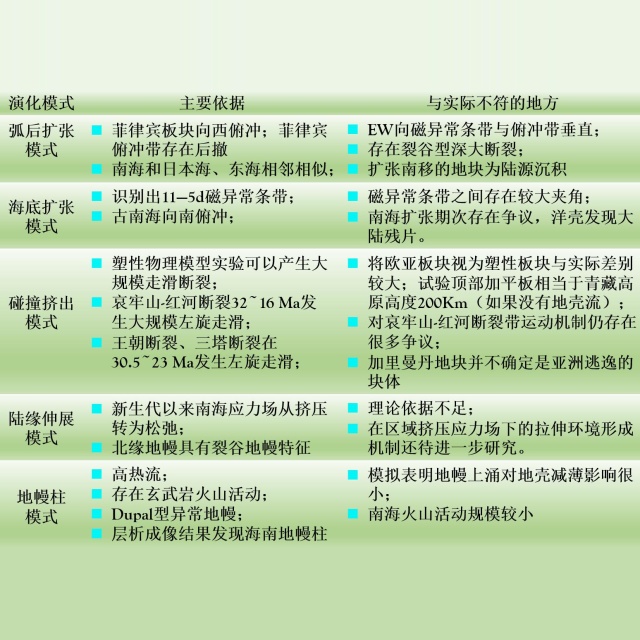 演化模式
主要依据
与实际不符的地方
弧后扩张
模式
菲律宾板块向西俯冲；菲律宾
俯冲带存在后撤
南海和日本海、东海相邻相似；
EW向磁异常条带与俯冲带垂直；
存在裂谷型深大断裂；
扩张南移的地块为陆源沉积
海底扩张
模式
识别出11—5d磁异常条带；
古南海向南俯冲；
磁异常条带之间存在较大夹角；
南海扩张期次存在争议，洋壳发现大
陆残片。
碰撞挤出
模式
塑性物理模型实验可以产生大
规模走滑断裂；
哀牢山-红河断裂32~16 Ma发
生大规模左旋走滑；
王朝断裂、三塔断裂在
30.5~23 Ma发生左旋走滑；
将欧亚板块视为塑性板块与实际差别
较大；试验顶部加平板相当于青藏高
原高度200Km（如果没有地壳流）；
对哀牢山-红河断裂带运动机制仍存在
很多争议；
加里曼丹地块并不确定是亚洲逃逸的
块体
陆缘伸展
模式
新生代以来南海应力场从挤压
转为松弛；
北缘地幔具有裂谷地幔特征
理论依据不足；
在区域挤压应力场下的拉伸环境形成
机制还待进一步研究。
地幔柱
模式
高热流；
存在玄武岩火山活动；
Dupal型异常地幔；
层析成像结果发现海南地幔柱
模拟表明地幔上涌对地壳减薄影响很
小；
南海火山活动规模较小